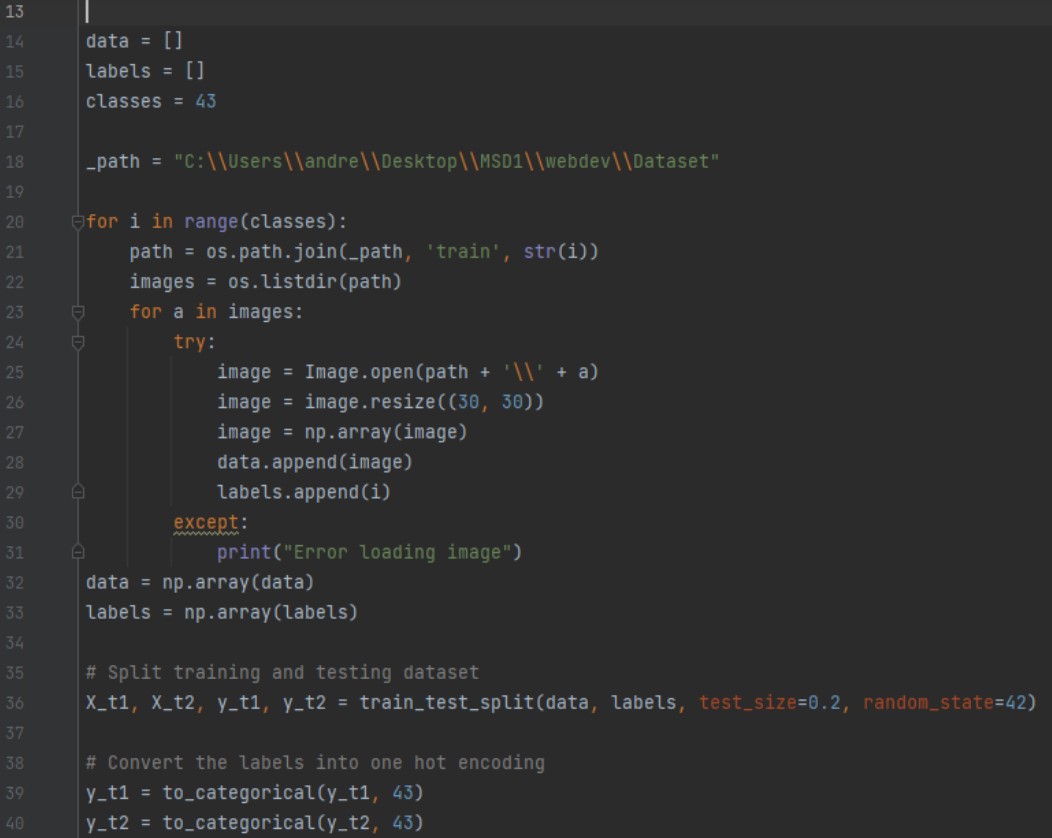 13
14 data = []
15 labels = []
16 classes = 43
17
18 _path = "C:\\Users\\andre\\Desktop\\MSD1\\webdev\\Dataset"
19
20 for i in range(classes):
21     path = os.path.join(_path, 'train', str(i))
22     images = os.listdir(path)
23     for a in images:
24         try:
25             image = Image.open(path + '\\' + a)
26             image = image.resize((30, 30))
27             image = np.array(image)
28             data.append(image)
29             labels.append(i)
30         except:
31             print("Error loading image")
32 data = np.array(data)
33 labels = np.array(labels)
34
35 # Split training and testing dataset
36 X_t1, X_t2, y_t1, y_t2 = train_test_split(data, labels, test_size=0.2, random_state=42)
37
38 # Convert the labels into one hot encoding
39 y_t1 = to_categorical(y_t1, 43)
40 y_t2 = to_categorical(y_t2, 43)